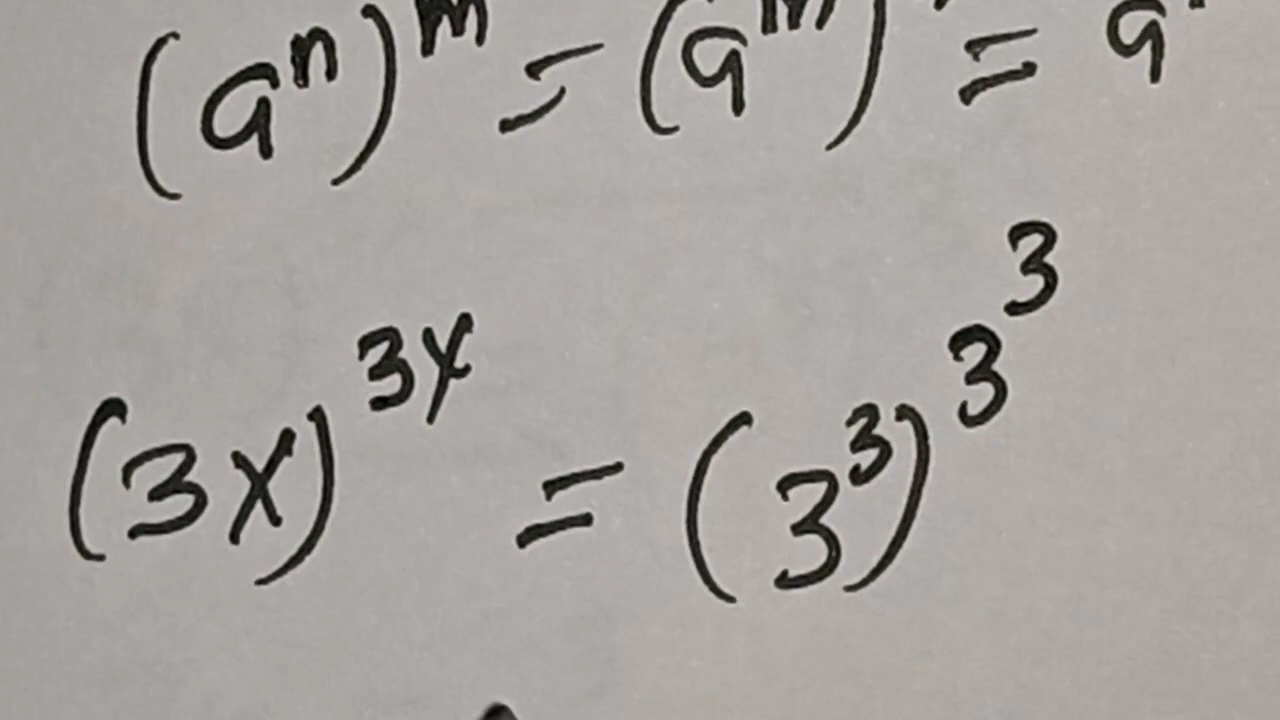 (aⁿ)ᵐ = (aᵐ) = a
(3x)³ˣ = (3³)^3^3